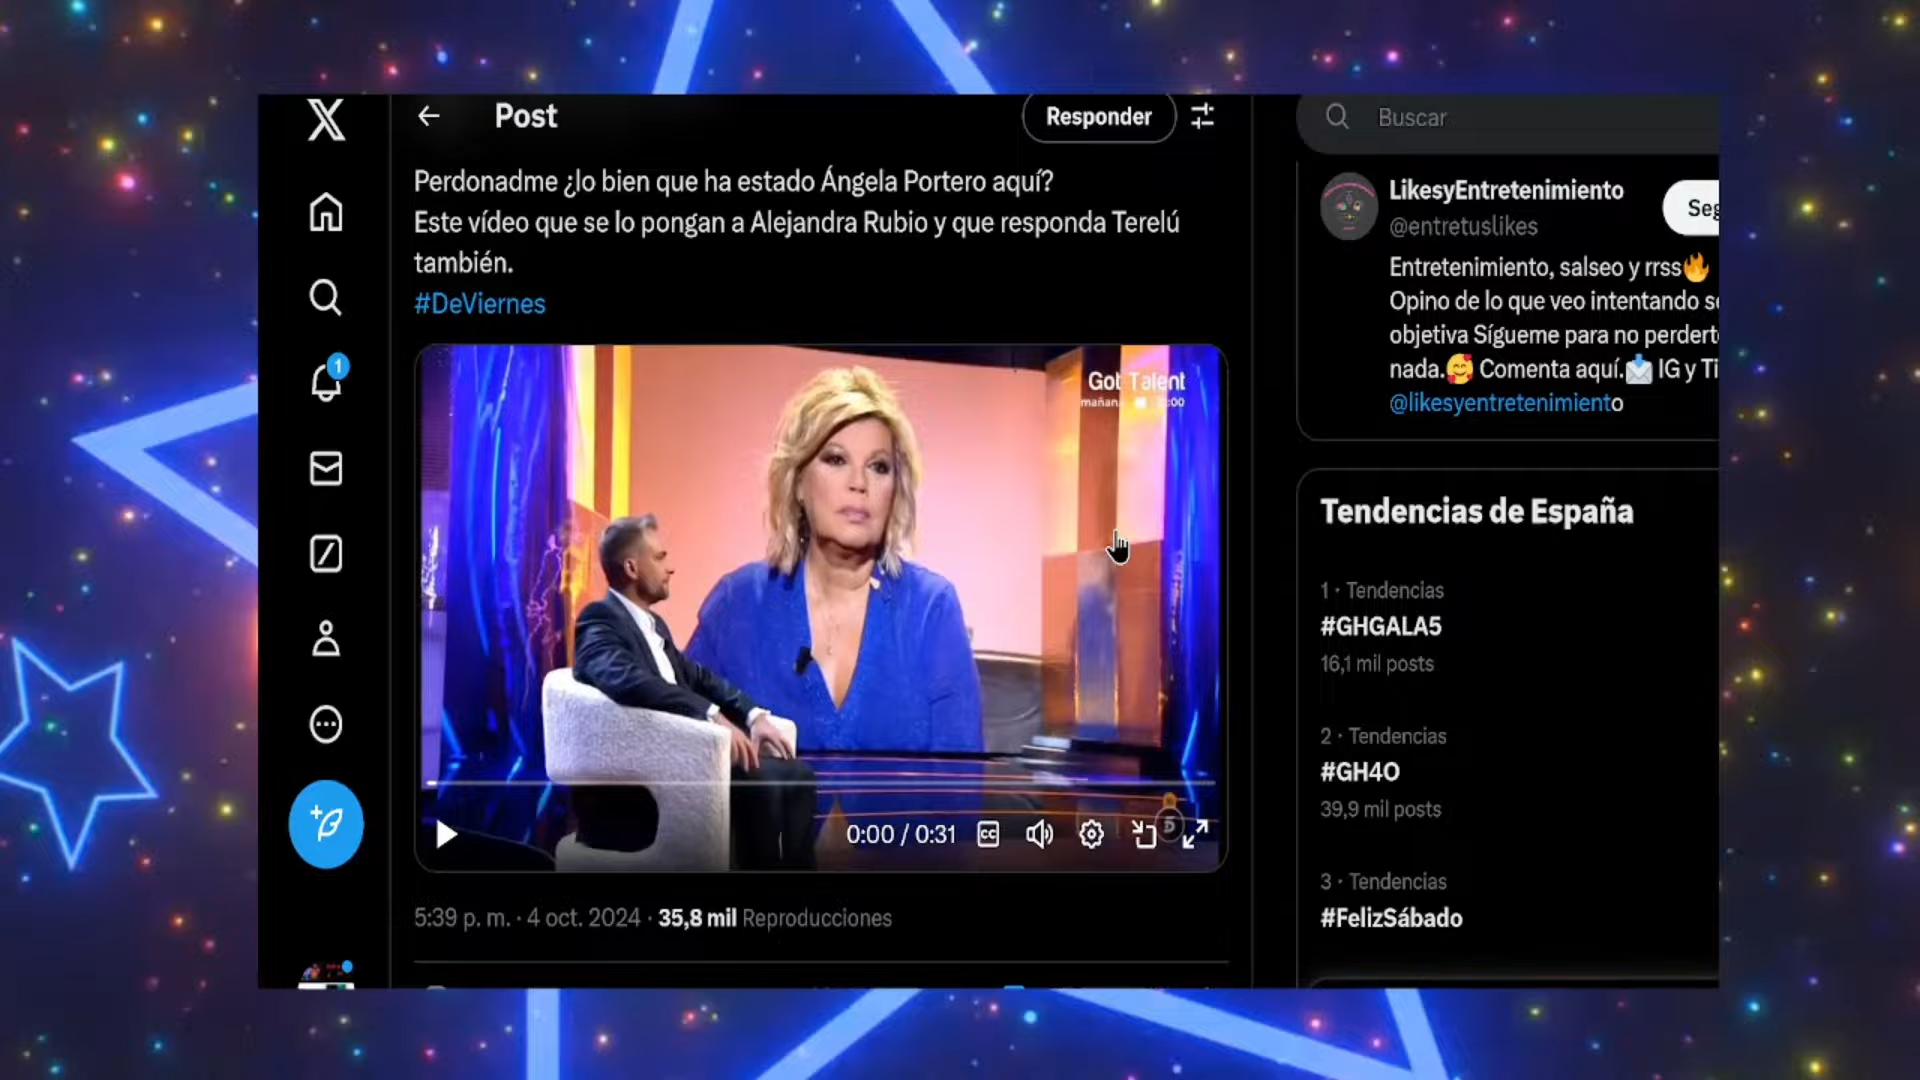 Post
Responder
Perdonadme ¿lo bien que ha estado Ángela Portero aquí?
Este vídeo que se lo pongan a Alejandra Rubio y que responda Terelú
también.
#DeViernes
Got Talent
0:00 / 0:31
CC
5:39 p. m. · 4 oct. 2024 · 35,8 mil Reproducciones
1
Buscar
LikesyEntretenimiento
@entretuslikes
Seg
Entretenimiento, salseo y rrss🔥
Opino de lo que veo intentando s
objetiva Sígueme para no perdert
nada.🥰 Comenta aquí.📩 IG y Ti
@likesyentretenimiento
Tendencias de España
1 · Tendencias
#GHGALA5
16,1 mil posts
2 · Tendencias
#GH4O
39,9 mil posts
3 · Tendencias
#FelizSábado